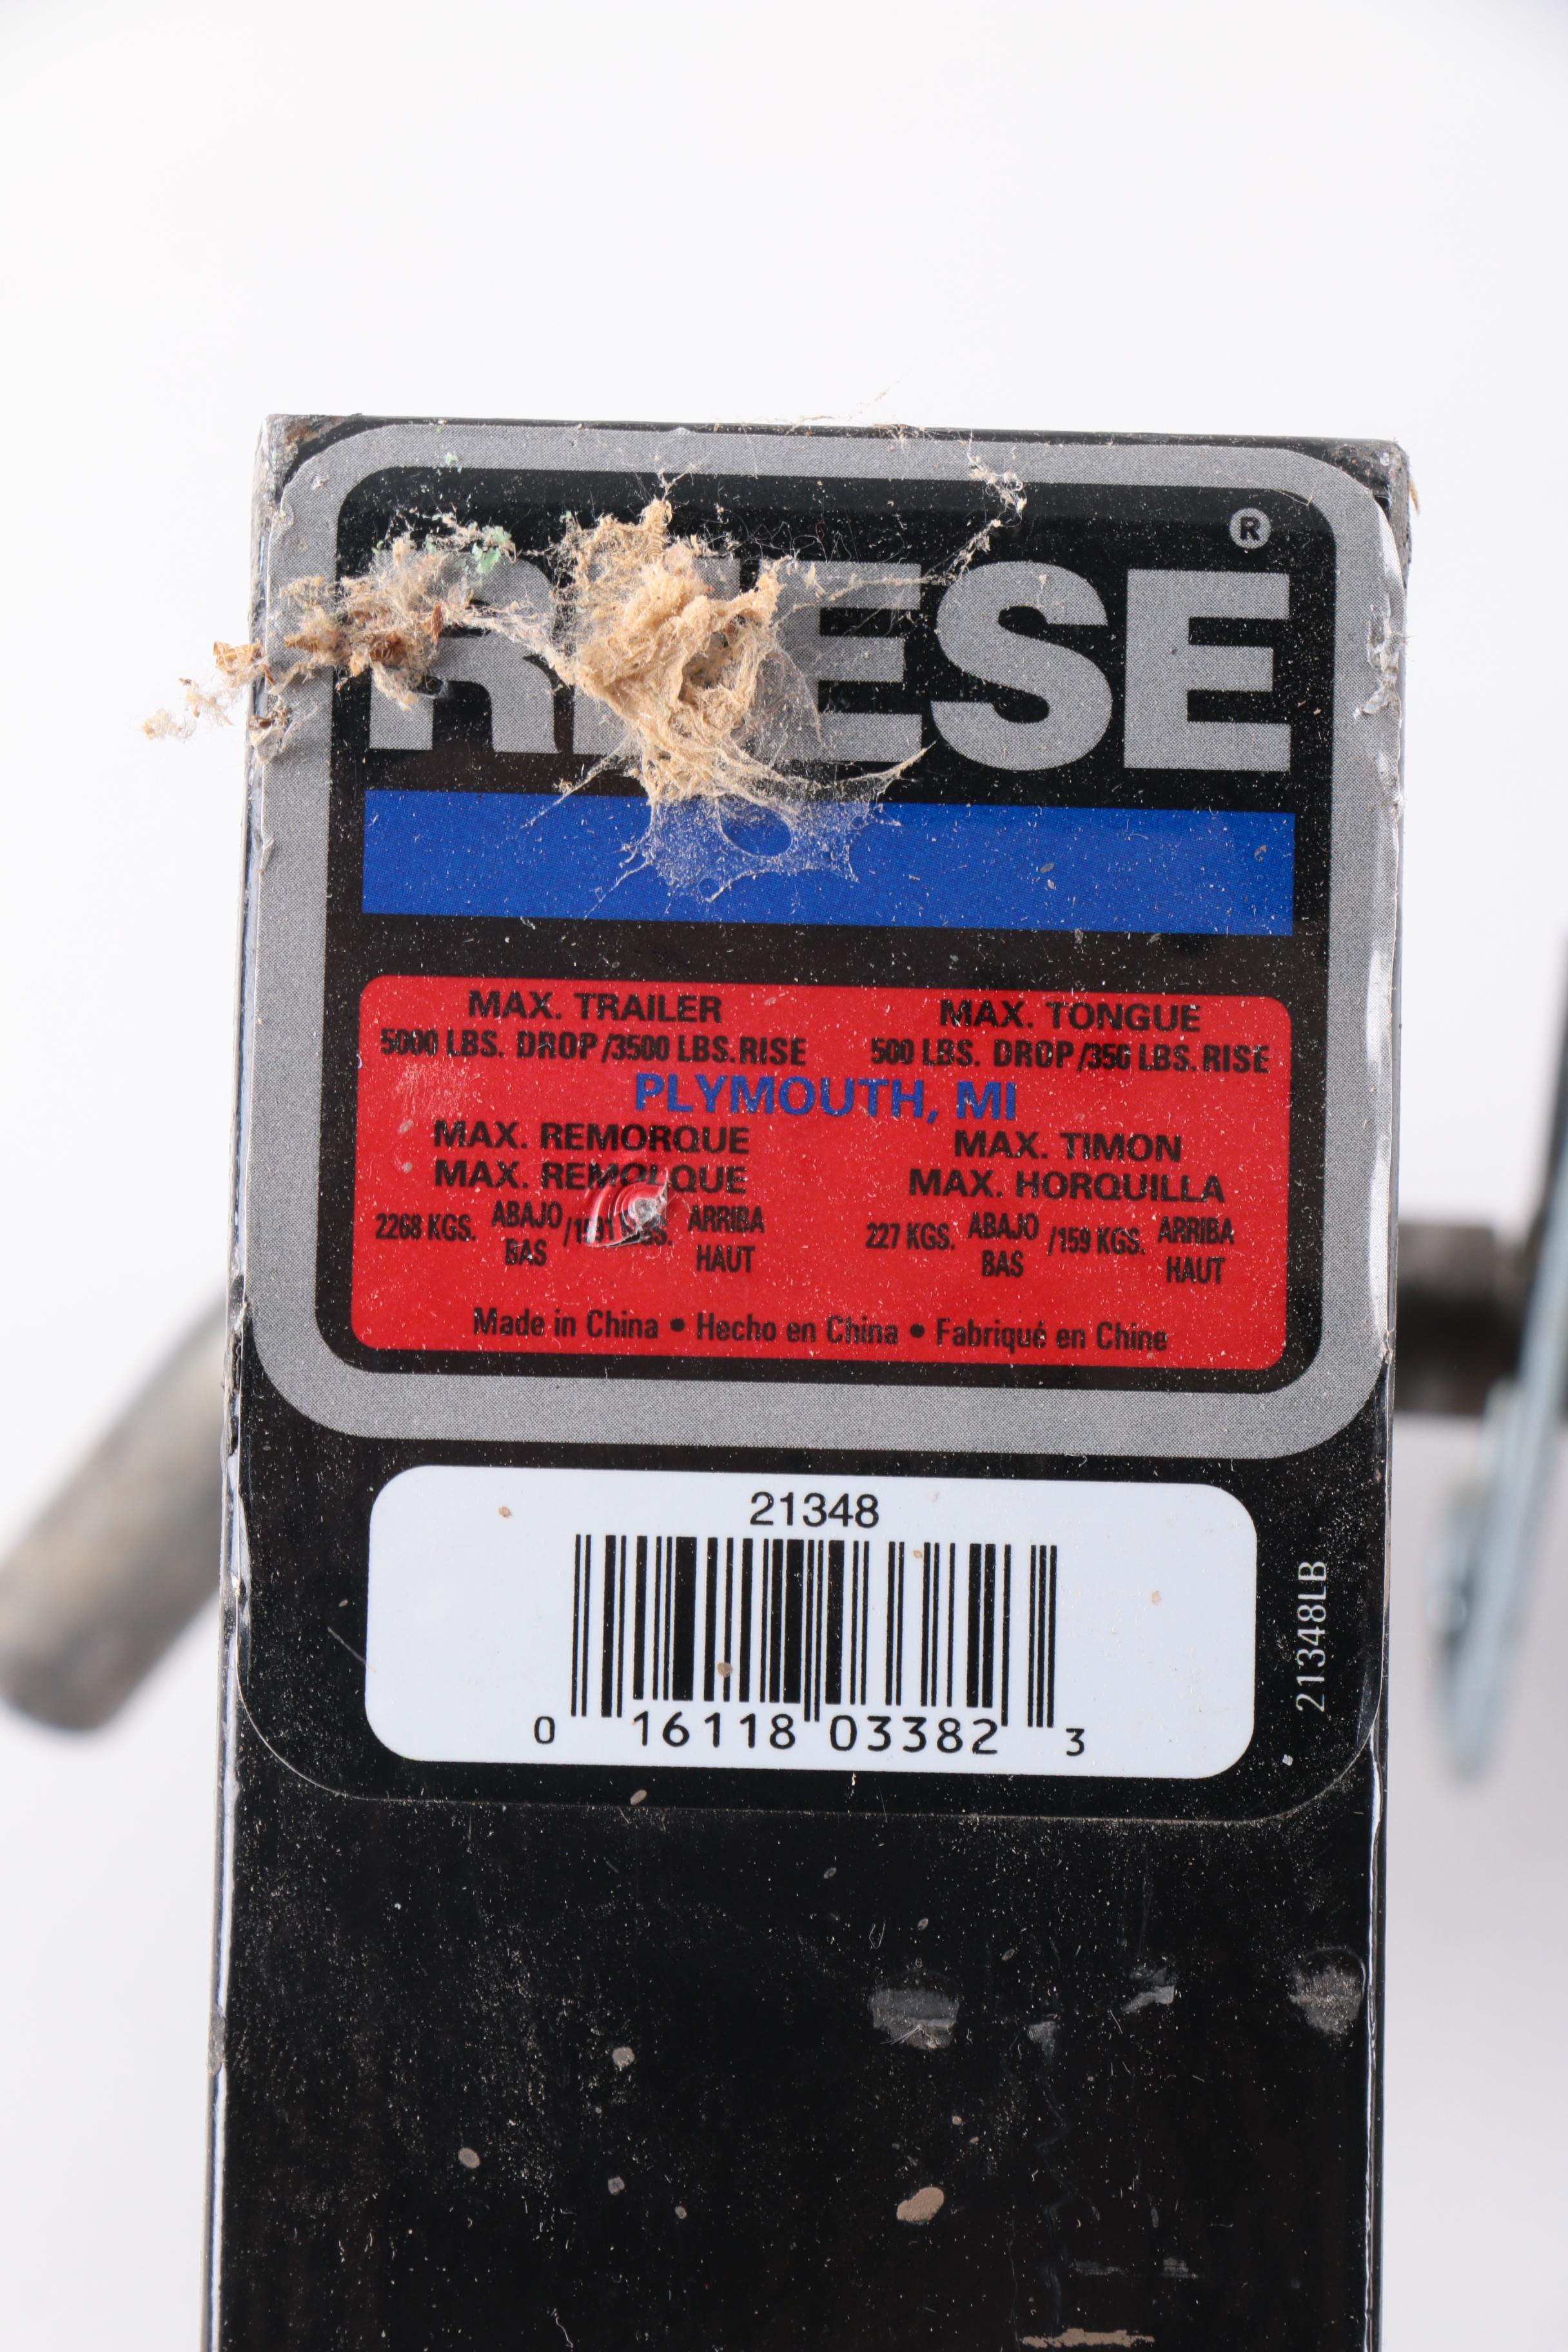 REESE®
MAX. TRAILER
5000 LBS. DROP/3500 LBS. RISE
MAX. TONGUE
500 LBS. DROP/350 LBS. RISE
PLYMOUTH, MI
MAX. REMORQUE
MAX. REMOLQUE
2268 KGS. ABAJO / KGS. ARRIBA
BAS HAUT
MAX. TIMON
MAX. HORQUILLA
227 KGS. ABAJO /159 KGS. ARRIBA
BAS HAUT
Made in China • Hecho en China • Fabriqué en Chine
21348
0 16118 03382 3
21348LB